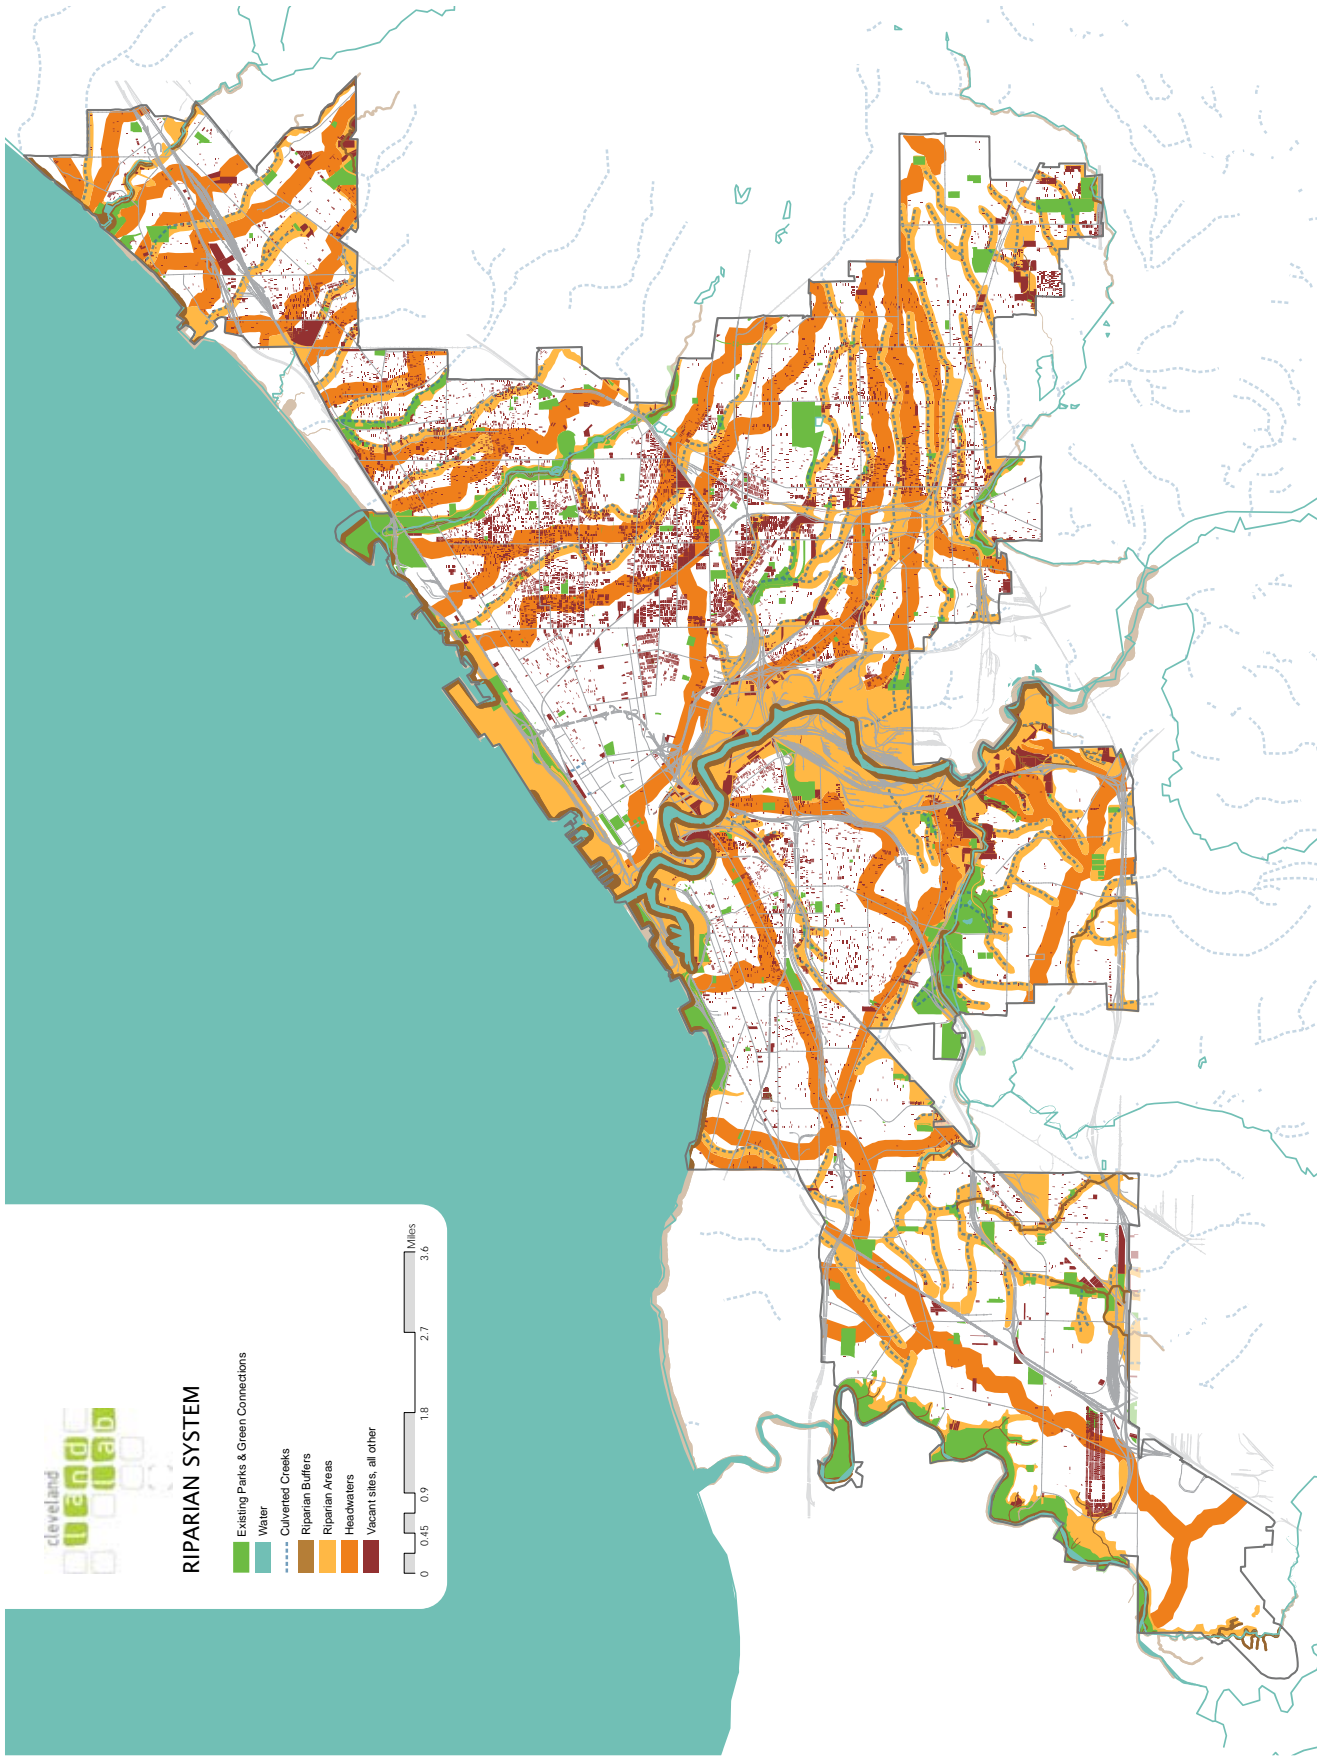 cleveland
land
lab
RIPARIAN SYSTEM
Existing Parks & Green Connections
Water
Culverted Creeks
Riparian Buffers
Riparian Areas
Headwaters
Vacant sites, all other
0 0.45 0.9 1.8 2.7 3.6
Miles